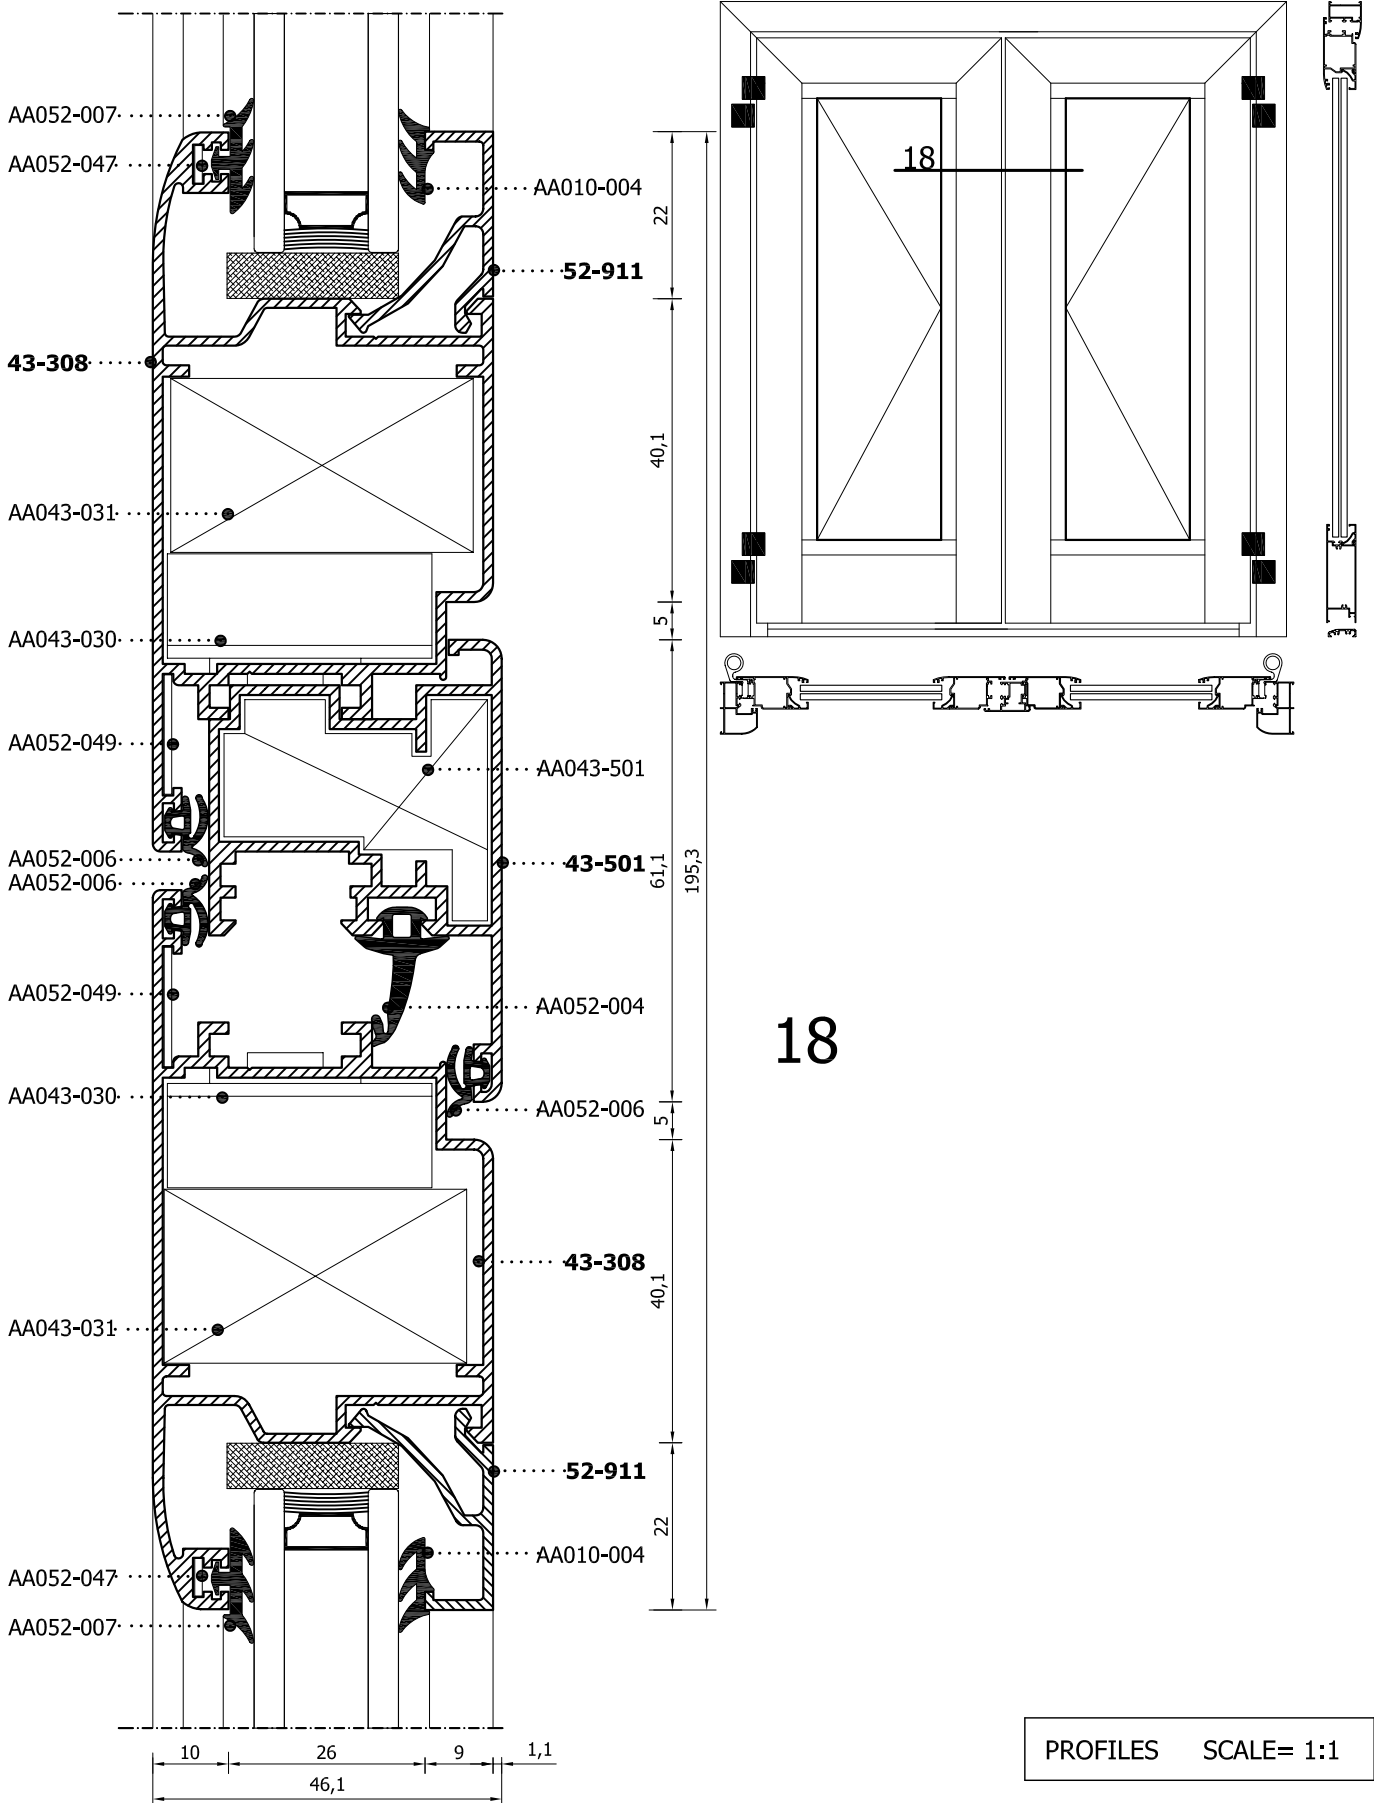 AA052-007
AA052-047
AA010-004
22
18
52-911
43-308
40,1
AA043-031
AA043-030
5
AA052-049
AA043-501
AA052-006
43-501
61,1
195,3
AA052-006
AA052-049
AA052-004
18
AA043-030
AA052-006
5
43-308
40,1
AA043-031
52-911
22
AA010-004
AA052-047
AA052-007
10
26
9
1,1
46,1
PROFILES SCALE= 1:1